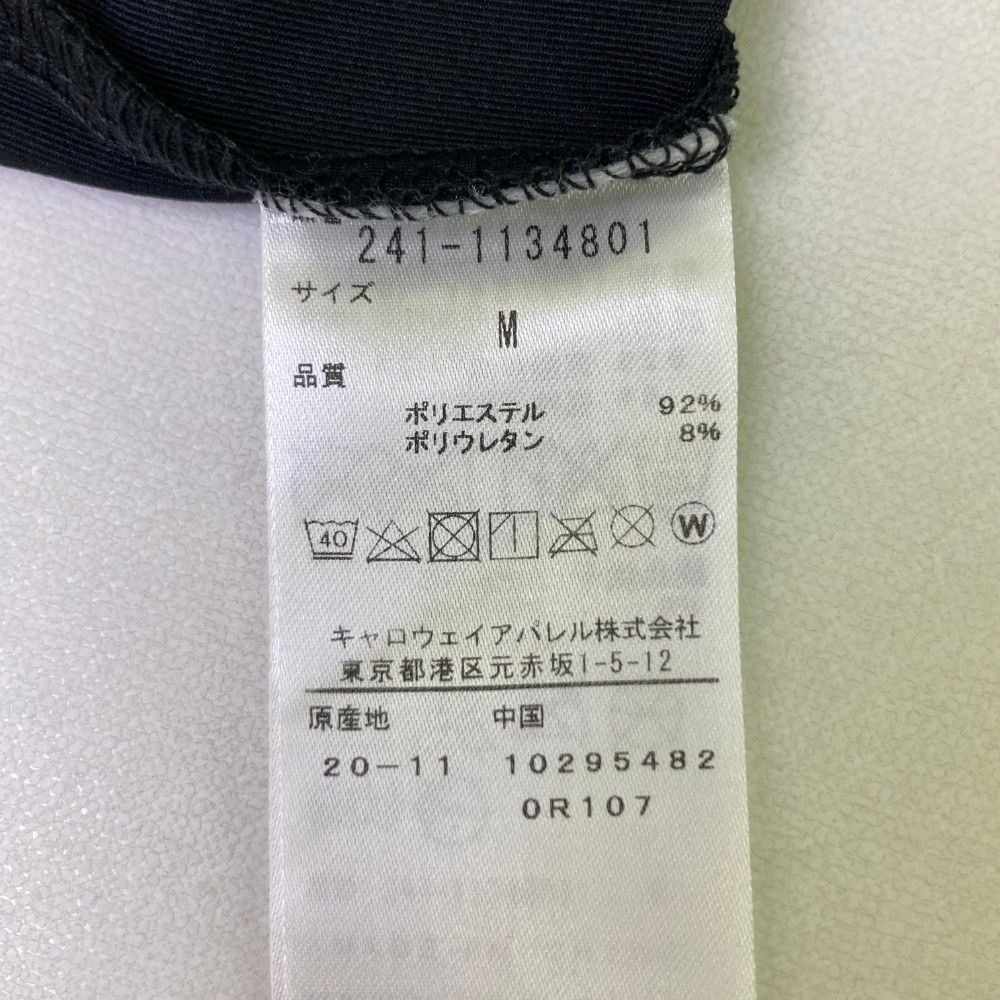 241-1134801
サイズ
M
品質
ポリエステル 92%
ポリウレタン 8%
40 W
キャロウェイアパレル株式会社
東京都港区元赤坂1-5-12
原産地 中国
20-11 10295482
0R107